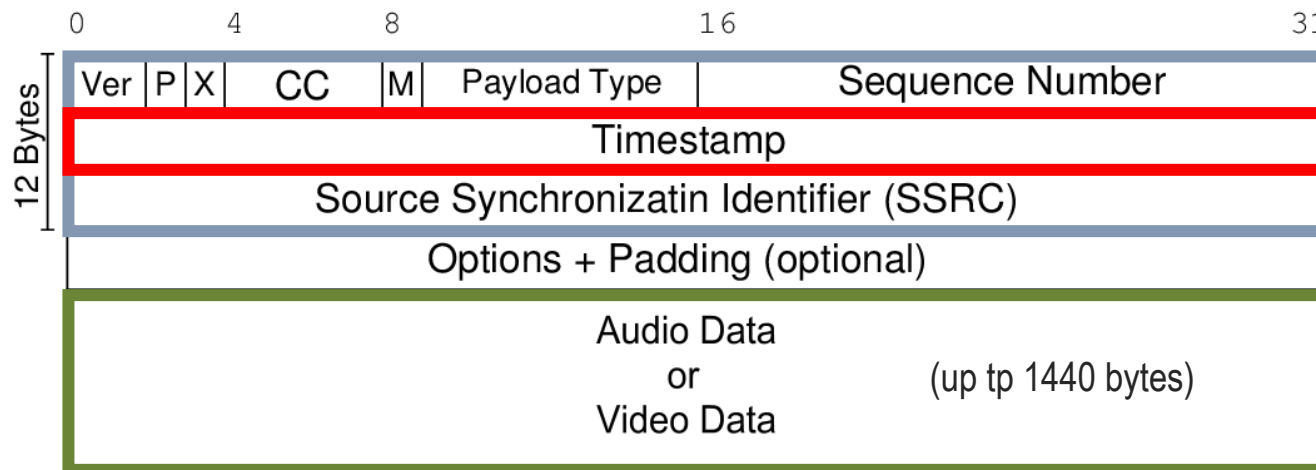 0 4 8 16 31
Ver P X CC M Payload Type Sequence Number
12 Bytes
Timestamp
Source Synchronizatin Identifier (SSRC)
Options + Padding (optional)
Audio Data
or (up tp 1440 bytes)
Video Data